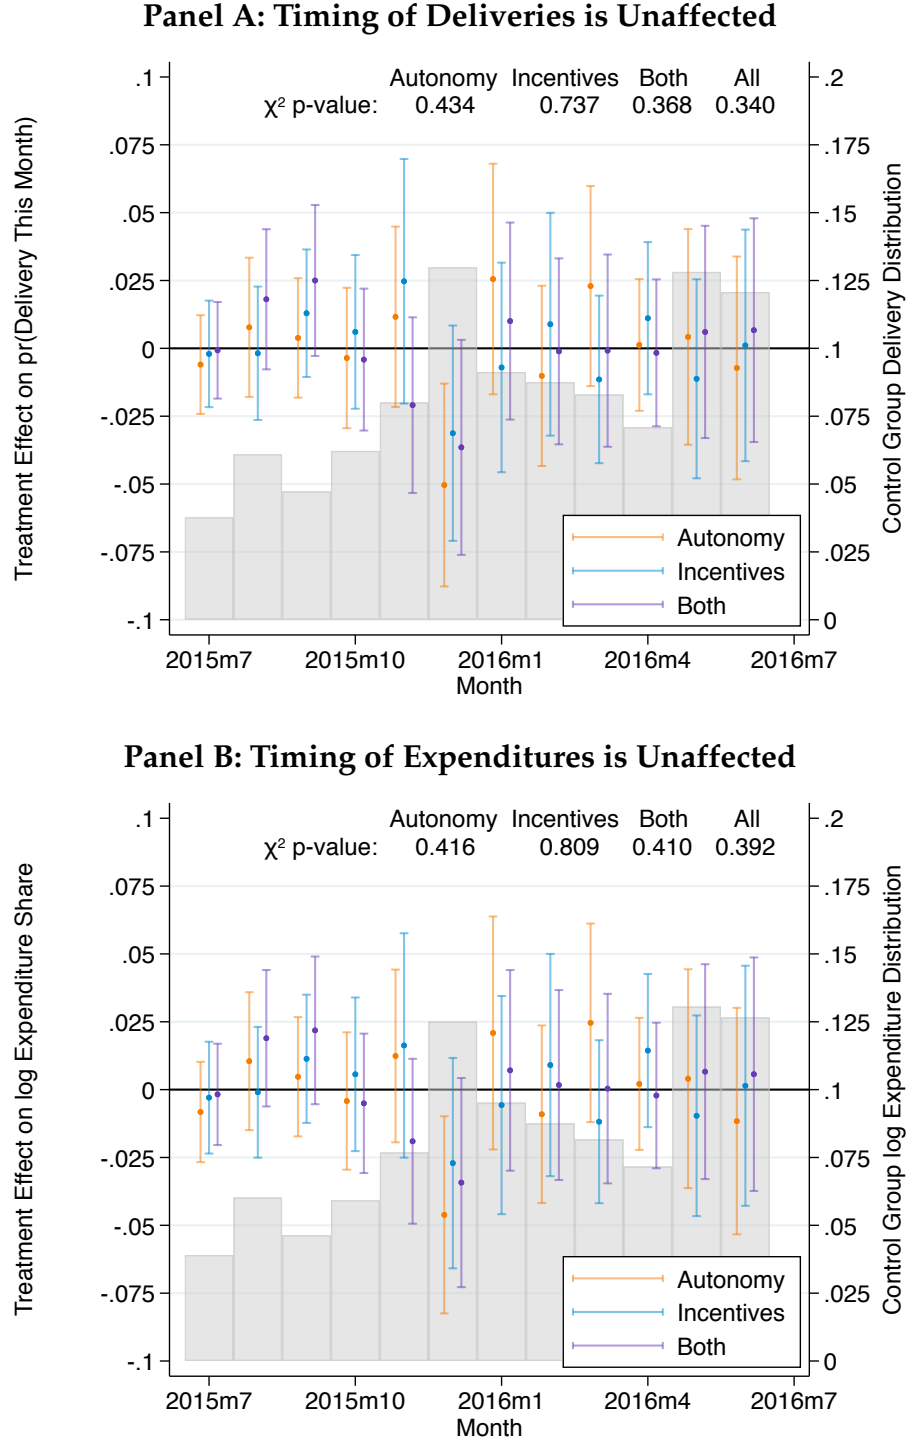 Panel A: Timing of Deliveries is Unaffected
Autonomy Incentives Both All
χ² p-value: 0.434 0.737 0.368 0.340
Treatment Effect on pr(Delivery This Month)
.1
.075
.05
.025
0
-.025
-.05
-.075
-.1
.2
.175
.15
.125
.1
.075
.05
.025
0
Control Group Delivery Distribution
Autonomy
Incentives
Both
2015m7 2015m10 2016m1 2016m4 2016m7
Month
Panel B: Timing of Expenditures is Unaffected
Autonomy Incentives Both All
χ² p-value: 0.416 0.809 0.410 0.392
Treatment Effect on log Expenditure Share
.1
.075
.05
.025
0
-.025
-.05
-.075
-.1
.2
.175
.15
.125
.1
.075
.05
.025
0
Control Group log Expenditure Distribution
Autonomy
Incentives
Both
2015m7 2015m10 2016m1 2016m4 2016m7
Month